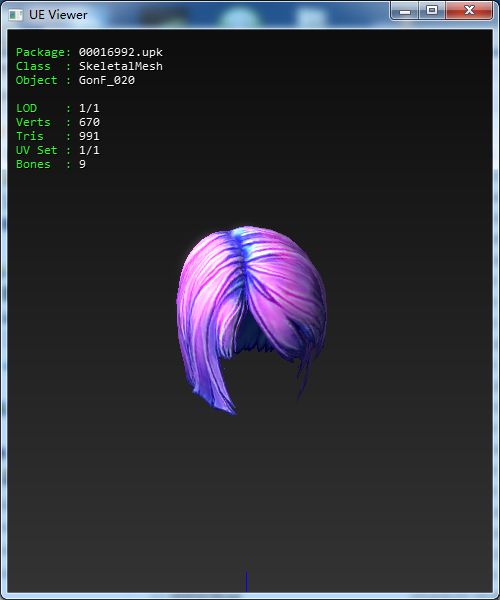 UE Viewer
Package: 00016992.upk
Class : SkeletalMesh
Object : GonF_020
LOD : 1/1
Verts : 670
Tris : 991
UV Set : 1/1
Bones : 9